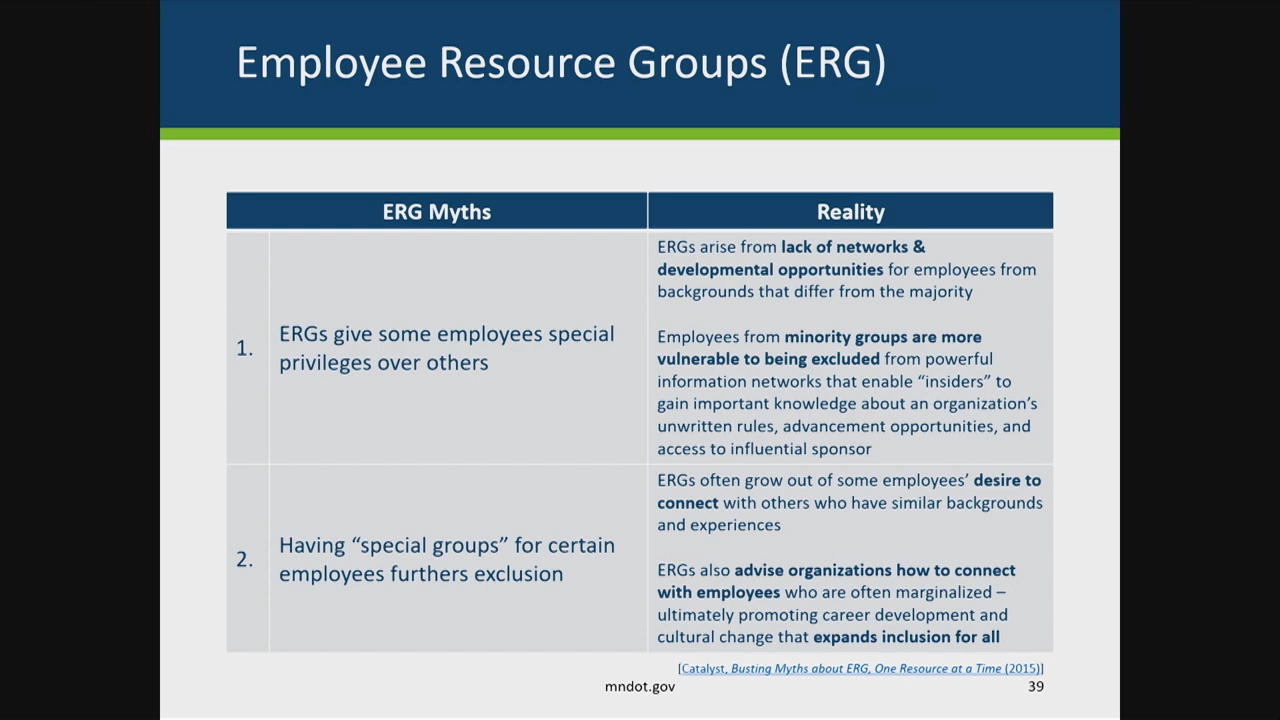 Employee Resource Groups (ERG)
ERG Myths
Reality
1.
ERGs give some employees special
privileges over others
ERGs arise from lack of networks &
developmental opportunities for employees from
backgrounds that differ from the majority
Employees from minority groups are more
vulnerable to being excluded from powerful
information networks that enable “insiders” to
gain important knowledge about an organization’s
unwritten rules, advancement opportunities, and
access to influential sponsor
2.
Having “special groups” for certain
employees furthers exclusion
ERGs often grow out of some employees’ desire to
connect with others who have similar backgrounds
and experiences
ERGs also advise organizations how to connect
with employees who are often marginalized –
ultimately promoting career development and
cultural change that expands inclusion for all
[Catalyst, Busting Myths about ERG, One Resource at a Time (2015)]
mndot.gov
39